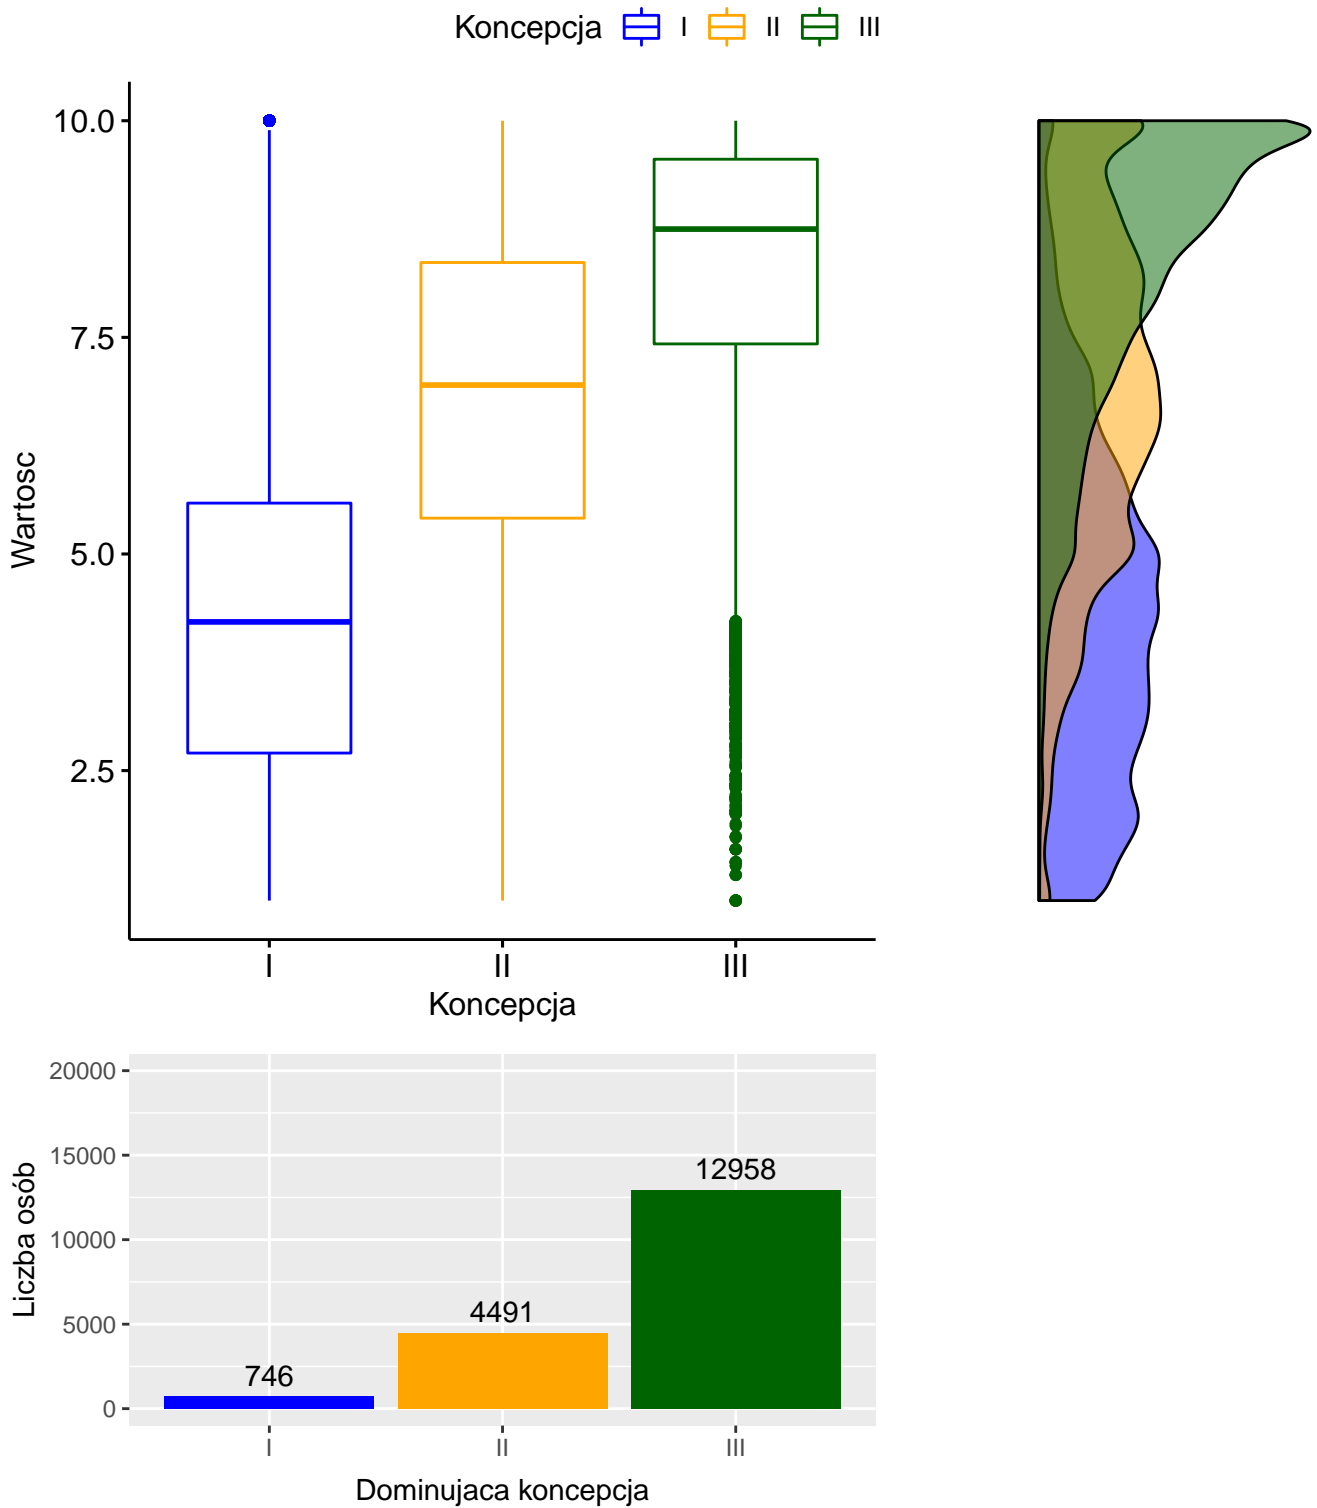 Koncepcja I II III
10.0
7.5
5.0
2.5
Wartosc
I II III
Koncepcja
20000
15000
10000
5000
0
Liczba osób
12958
4491
746
I II III
Dominujaca koncepcja